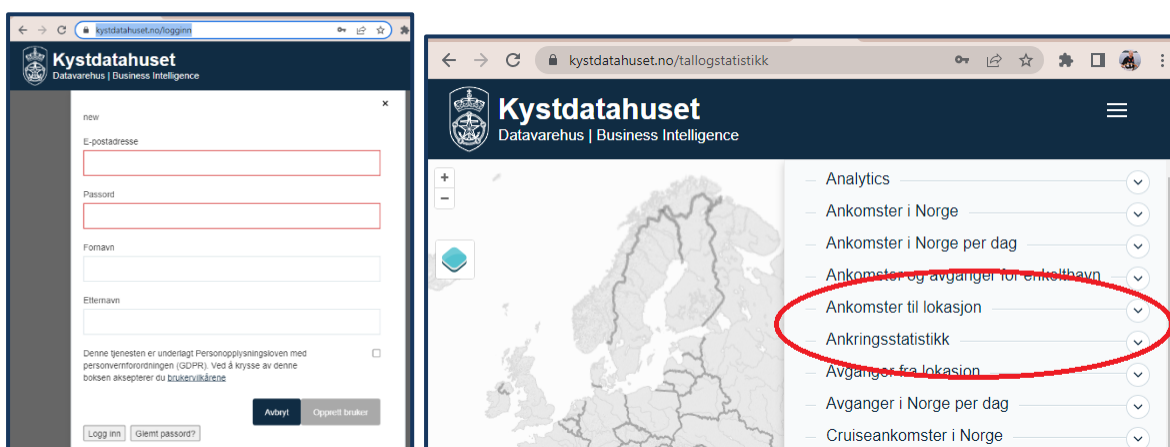 kystdatahuset.no/logginn
Kystdatahuset
Datavarehus | Business Intelligence
new
E-postadresse
Passord
Fornavn
Etternavn
Denne tjenesten er underlagt Personopplysningsloven med
personvernforordningen (GDPR). Ved å krysse av denne
boksen aksepterer du brukervilkårene
Avbryt
Opprett bruker
Logg inn
Glemt passord?
kystdatahuset.no/tallogstatistikk
Kystdatahuset
Datavarehus | Business Intelligence
Analytics
Ankomster i Norge
Ankomster i Norge per dag
Ankomster og avganger for enkelthavn
Ankomster til lokasjon
Ankringsstatistikk
Avganger fra lokasjon
Avganger i Norge per dag
Cruiseankomster i Norge